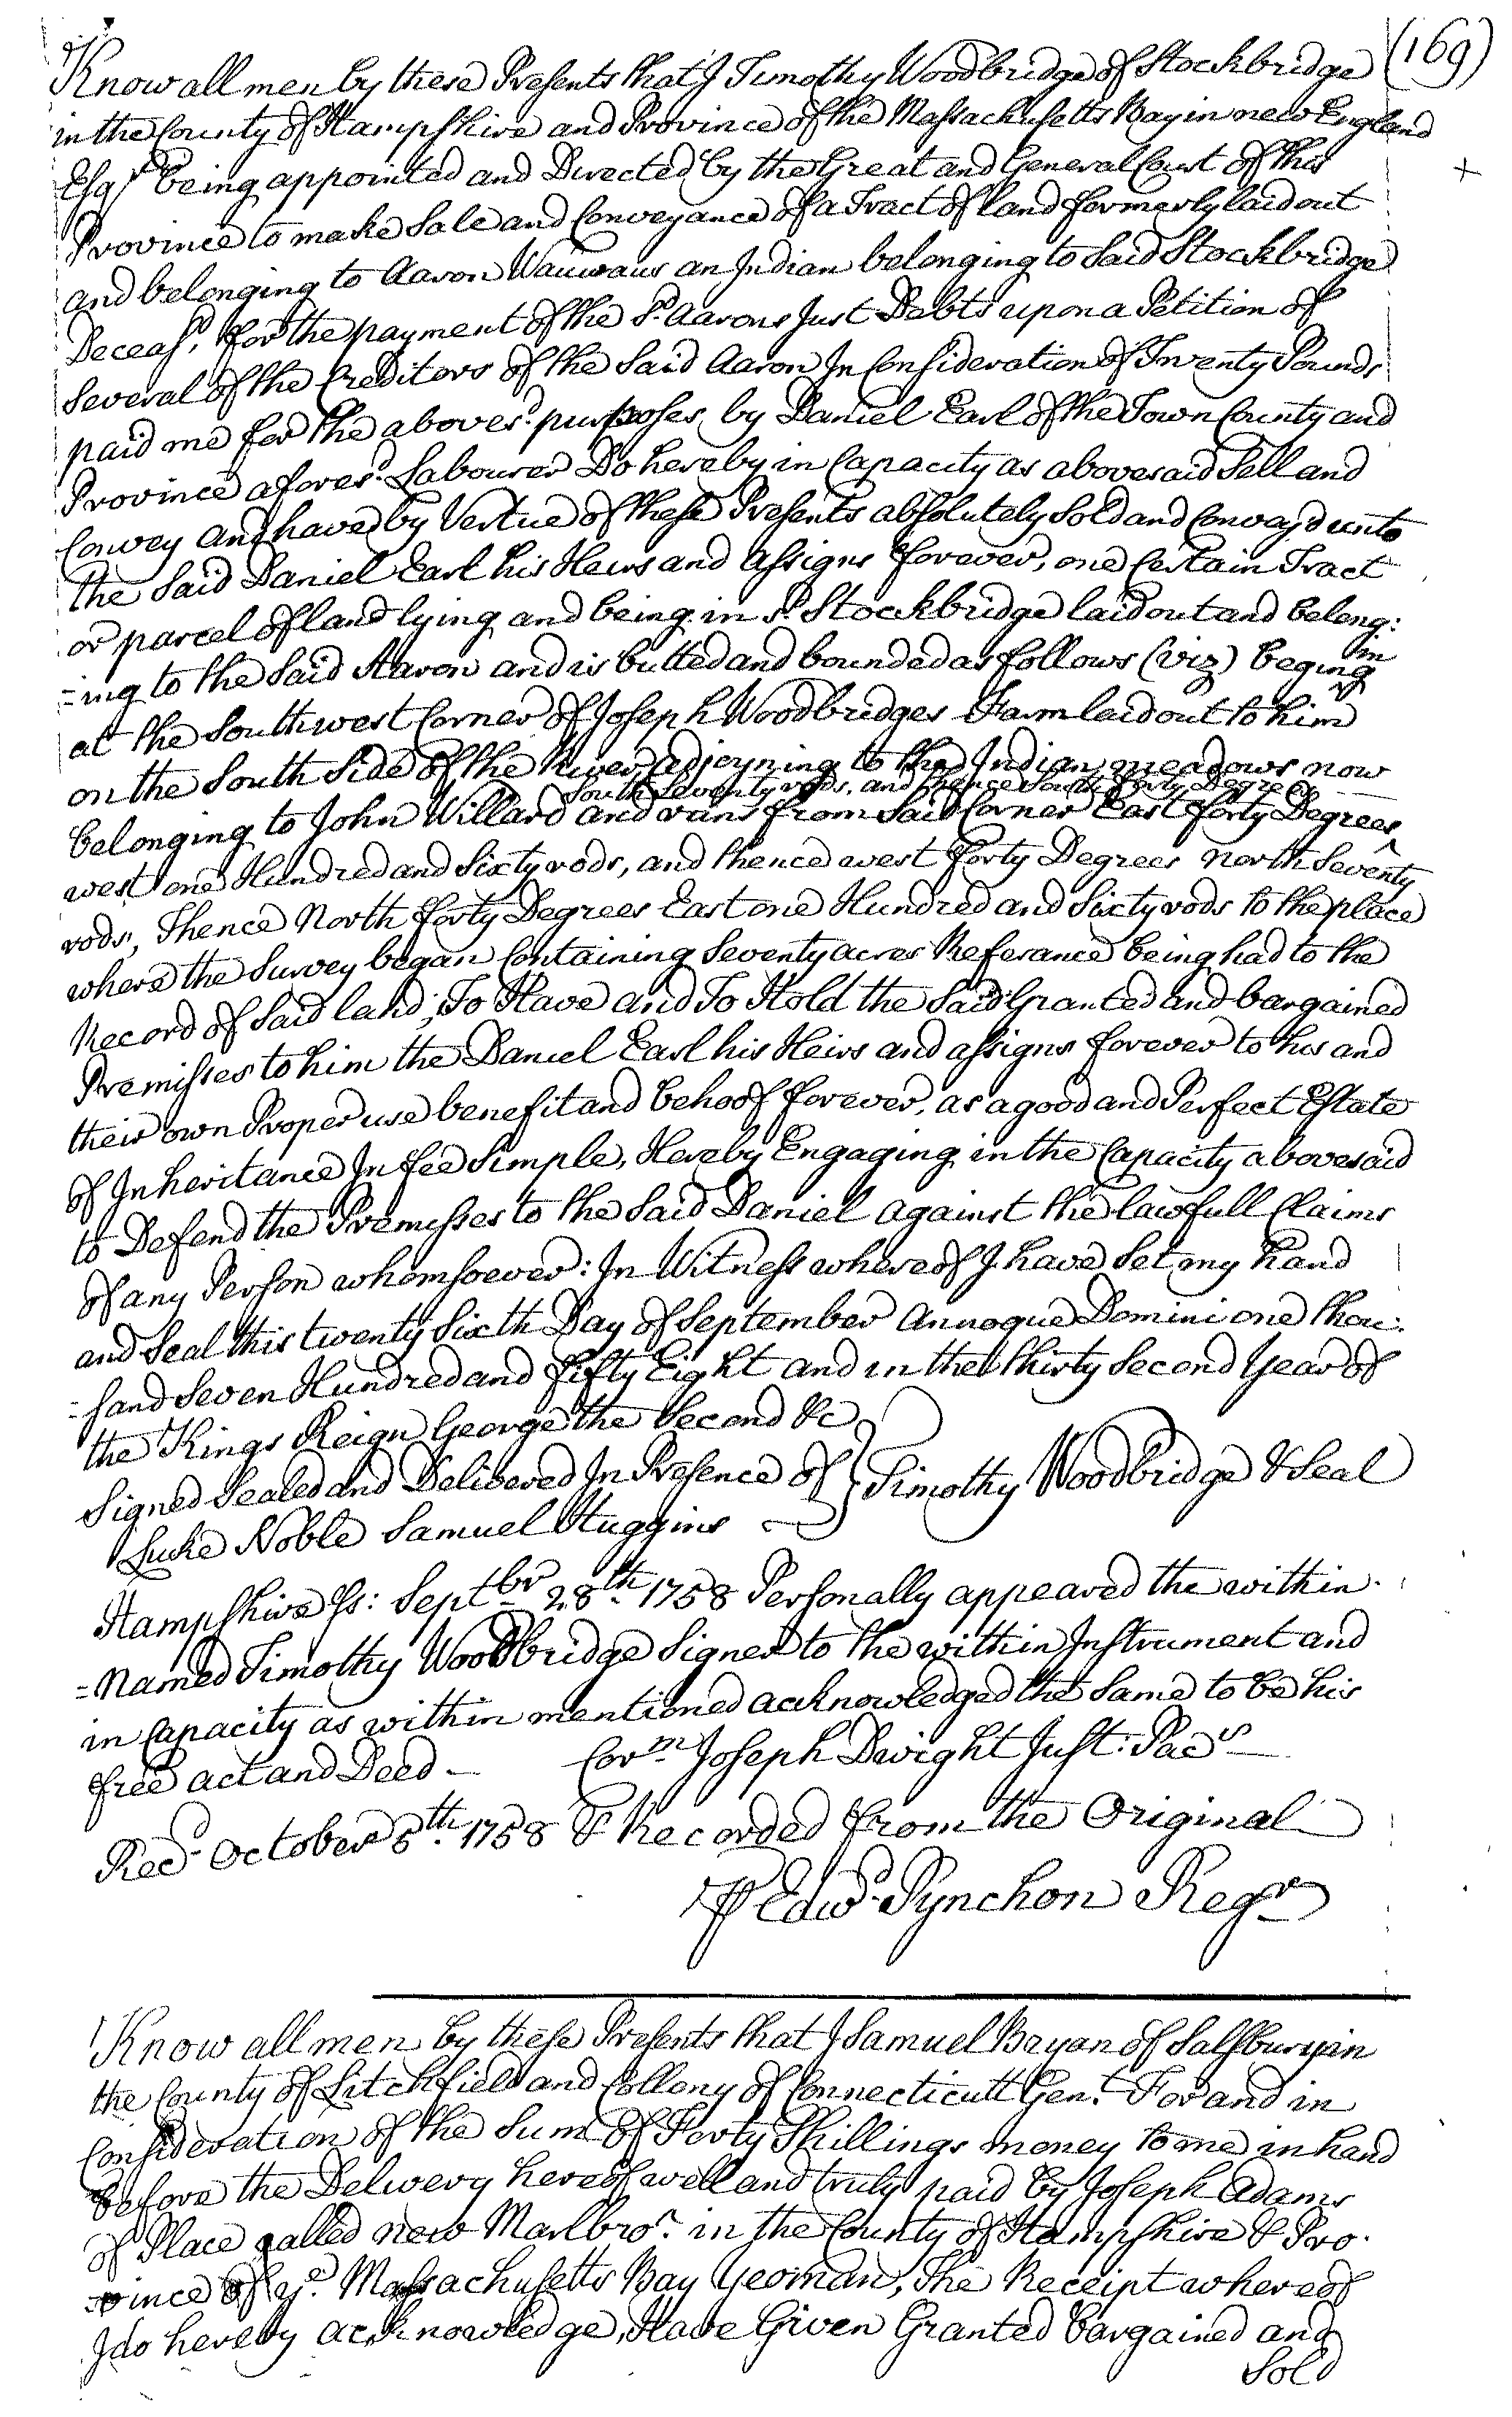 (169)
Know all men by these Presents that I Timothy Woodbridge of Stockbridge
in the County of Hampshire and Province of the Massachusetts Bay in new England
Esqr being appointed and Directed by the Great and General Court of this
Province to make Sale and Conveyance of a Tract of land formerly laid out
and belonging to Aaron Wauwaus an Indian belonging to Said Stockbridge
Deceasd, for the payment of the sd. Aarons Just Debts upon a Petition of
Several of the Creditors of the Said Aaron In Consideration of Twenty Pounds
paid me for the abovesd. purposes, by Daniel Earl of the Town County and
Province aforesd. Labourer Do hereby in Capacity as abovesaid Sell and
Convey and have by Vertue of these Presents absolutely Sold and Convey'd unto
the Said Daniel Earl his Heirs and Assigns forever, one Certain Tract
or parcel of land lying and being in sd. Stockbridge laid out and belong:
=ing to the Said Aaron and is butted and bounded as follows (viz) begining
at the Southwest Corner of Joseph Woodbridges Farm laid out to him
on the South Side of the River, adjoyning to the Indian meadows now
belonging to John Willard and runs from Said Corner East forty Degrees
South Seventy rods, and thence South forty Degrees
west one Hundred and Sixty rods, and thence west forty Degrees north Seventy
rods, Thence North forty Degrees East one Hundred and Sixty rods to the place
where the Survey began Containing Seventy acres Referance being had to the
Record of Said land; To Have and To Hold the Said Granted and bargained
Premisses to him the Daniel Earl his Heirs and assigns forever to his and
their own Proper use benefit and behoof forever, as a good and Perfect Estate
of Inheritance In fee Simple, Hereby Engaging in the Capacity abovesaid
to Defend the Premisses to the Said Daniel against the lawfull Claims
of any Person whomsoever: In Witness whereof I have Set my hand
and Seal this twenty Sixth Day of September Annoque Domini one thou:
=sand Seven Hundred and fifty Eight and in the thirty Second Year of
the Kings Reign George the Second &c
Signed Sealed and Delivered In Presence of } Timothy Woodbridge & Seal
Luke Noble Samuel Huggins
Hampshire Ss: Septbr 28th. 1758 Personally appeared the within
=named Timothy Woodbridge Signer to the within Instrument and
in Capacity as within mentioned acknowledged the Same to be his
free act and Deed — Corm Joseph Dwight Just: Pacs
Recd. October 5th. 1758 & Recorded from the Original
P Edwd. Pynchon Regr
Know all men by these Presents that I Samuel Bryan of Salsbury in
the County of Litchfield and Collony of Connecticutt Gent. For and in
Consideration of the Sum of Forty Shillings money to me in hand
before the Delivery hereof well and truly paid by Joseph Adams
of Place called new Marlbro'. in the County of Hampshire & Pro:
=vince of ye. Massachusetts Bay Yeoman, The Receipt whereof
I do hereby acknowledge, Have Given Granted bargained and
Sold